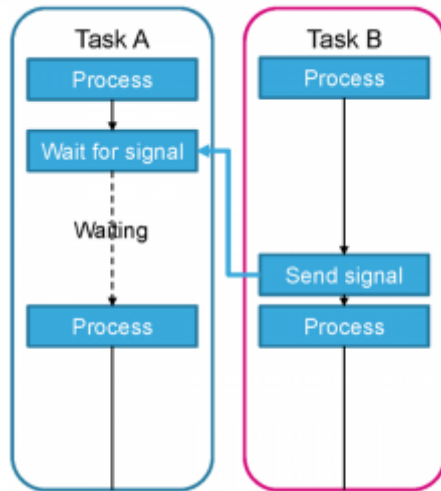 Task A
Process
Wait for signal
Waiting
Process
Task B
Process
Send signal
Process